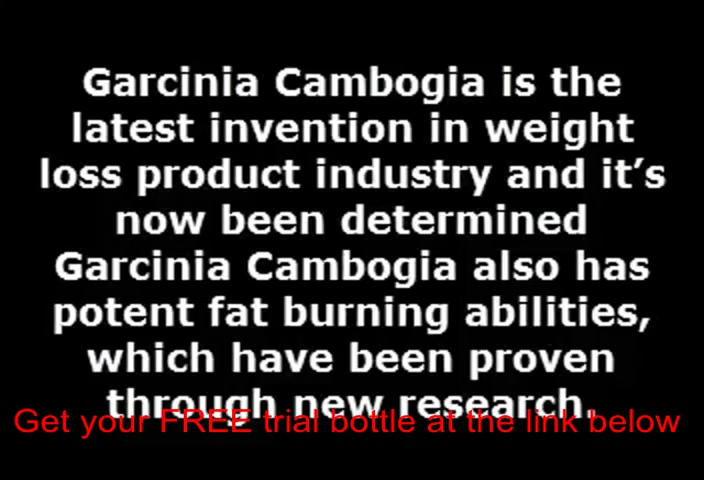 Garcinia Cambogia is the
latest invention in weight
loss product industry and it’s
now been determined
Garcinia Cambogia also has
potent fat burning abilities,
which have been proven
through new research.
Get your FREE trial bottle at the link below